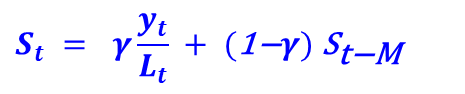 S_t = γ y_t/L_t + (1−γ) S_{t−M}